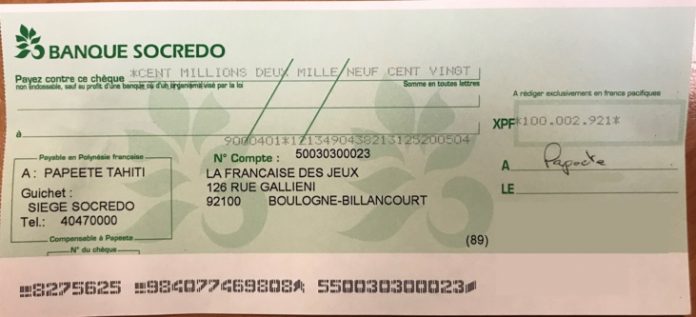 BANQUE SOCREDO
Payez contre ce chèque *CENT MILLIONS DEUX MILLE NEUF CENT VINGT
non endossable, sauf au profit d'une banque ou d'un organisme visé par la loi Somme en toutes lettres
A rédiger exclusivement en francs pacifiques
XPF *100.002.921*
à 9000401*1213490438213125200504
Payable en Polynésie française
A : PAPEETE TAHITI
Guichet :
SIEGE SOCREDO
Tel.: 40470000
Compensable à Papeete
N° du chèque
N° Compte : 50030300023
LA FRANCAISE DES JEUX
126 RUE GALLIENI
92100 BOULOGNE-BILLANCOURT
A Papeete
LE
(89)
8275625 984077469808 550030300023